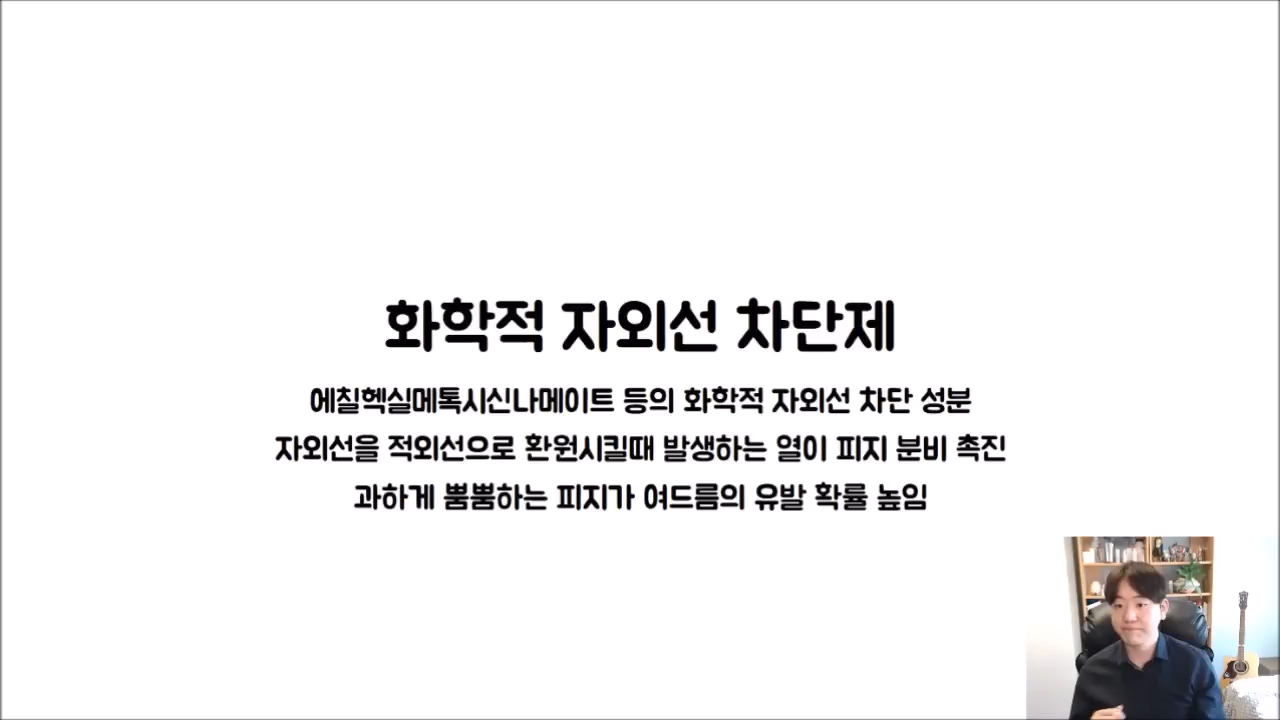 화학적 자외선 차단제
에칠헥실메톡시신나메이트 등의 화학적 자외선 차단 성분
자외선을 적외선으로 환원시킬때 발생하는 열이 피지 분비 촉진
과하게 뿜뿜하는 피지가 여드름의 유발 확률 높임